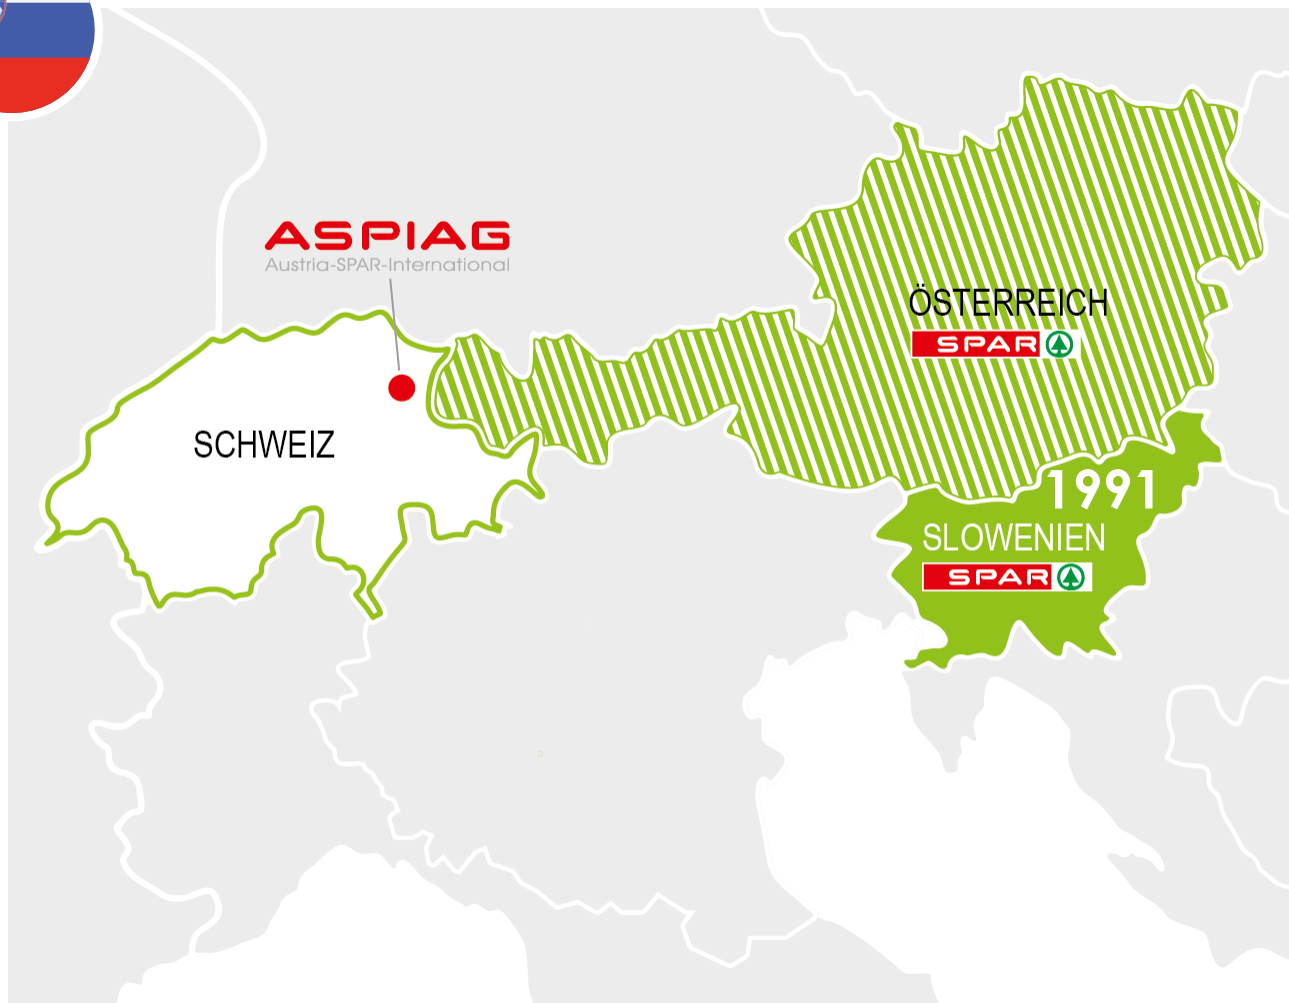 ASPIAG
Austria-SPAR-International
ÖSTERREICH
SPAR
SCHWEIZ
1991
SLOWENIEN
SPAR